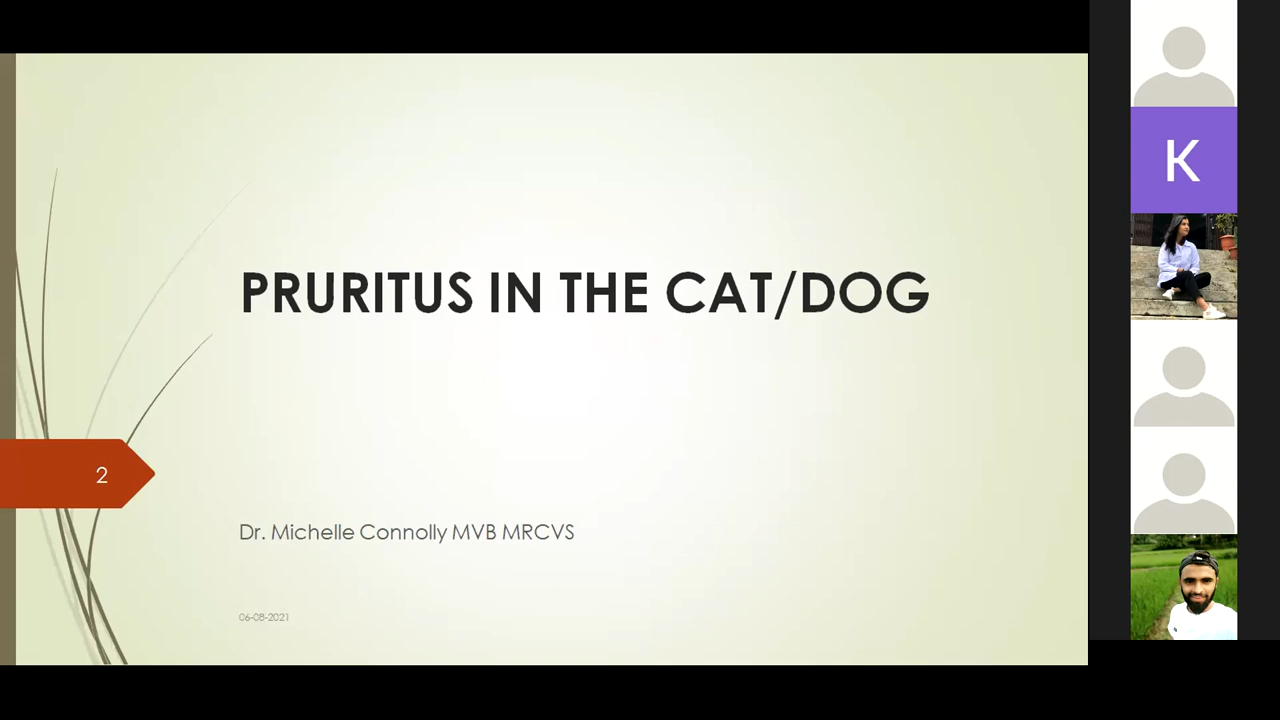 PRURITUS IN THE CAT/DOG
2
Dr. Michelle Connolly MVB MRCVS
06-08-2021
K